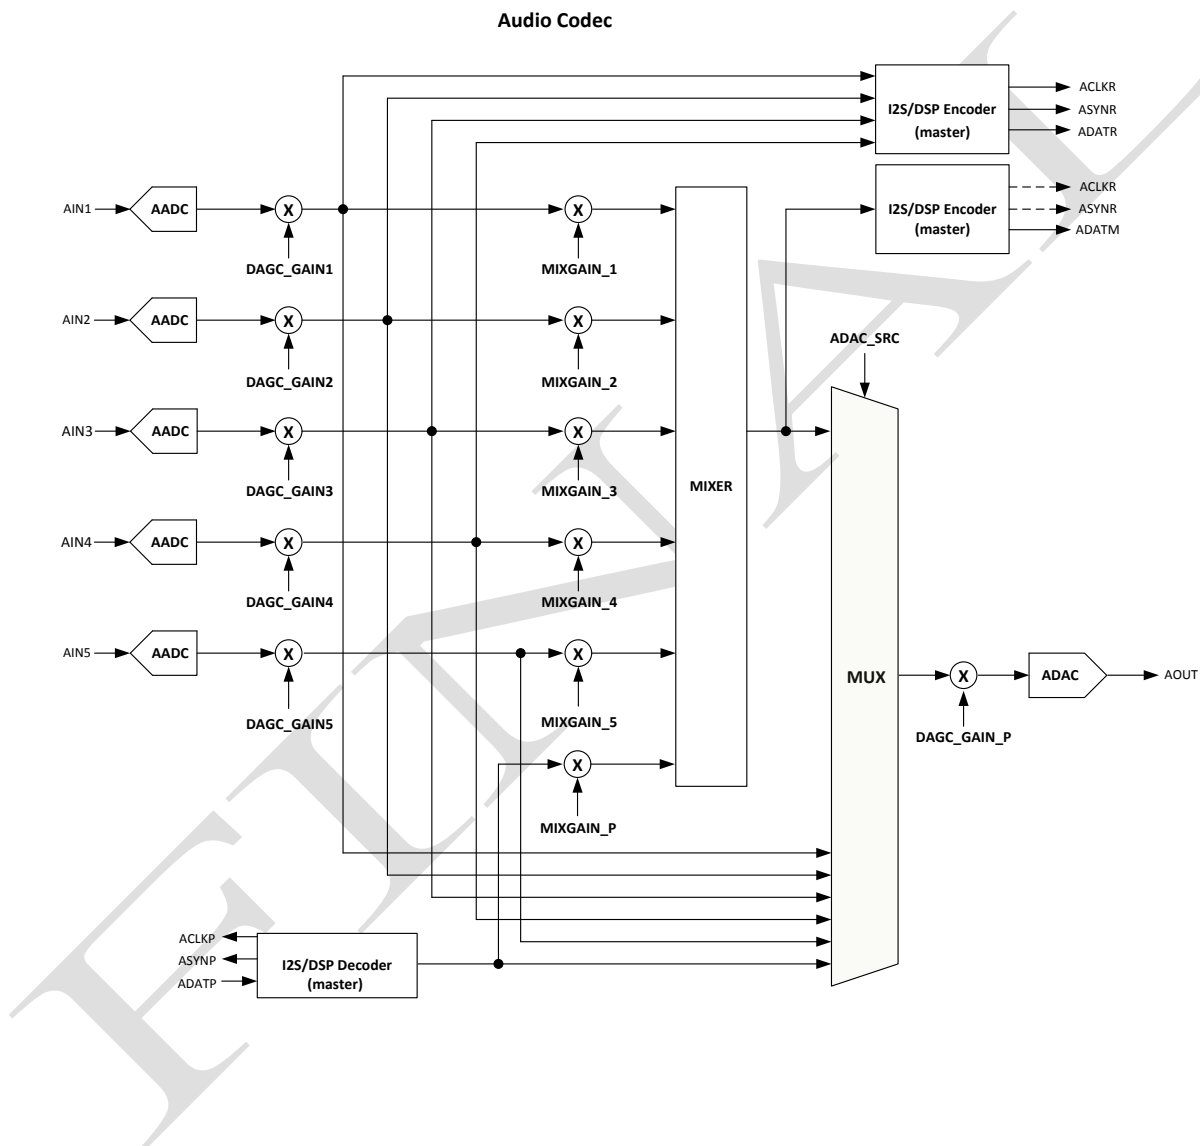 Audio Codec
I2S/DSP Encoder
(master)
ACLKR
ASYNR
ADATR
I2S/DSP Encoder
(master)
ACLKR
ASYNR
ADATM
AIN1
AADC
X
DAGC_GAIN1
X
MIXGAIN_1
AIN2
AADC
X
DAGC_GAIN2
X
MIXGAIN_2
ADAC_SRC
AIN3
AADC
X
DAGC_GAIN3
X
MIXGAIN_3
MIXER
AIN4
AADC
X
DAGC_GAIN4
X
MIXGAIN_4
AIN5
AADC
X
DAGC_GAIN5
X
MIXGAIN_5
MUX
X
DAGC_GAIN_P
ADAC
AOUT
X
MIXGAIN_P
ACLKP
ASYNP
ADATP
I2S/DSP Decoder
(master)
FINAL